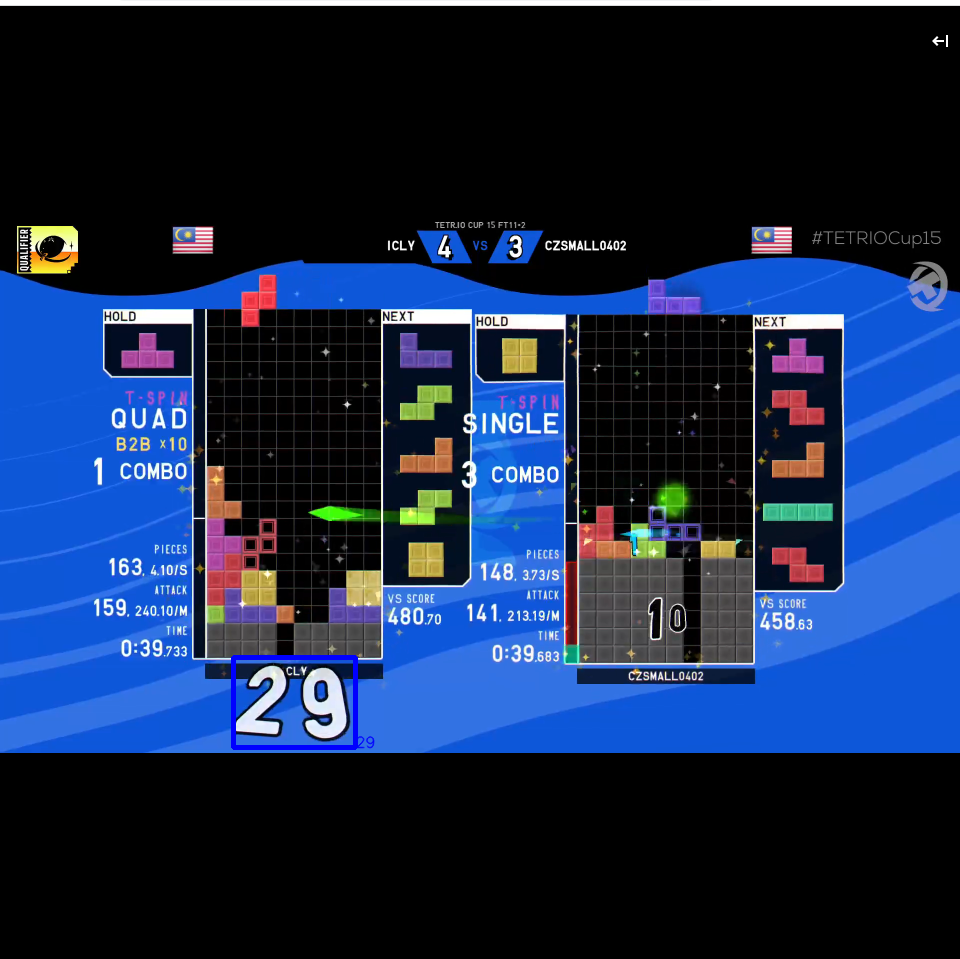 TETR.IO CUP 15 FT11•2
QUALIFIER
ICLY 4 VS 3 CZSMALL0402
#TETRIOCup15
HOLD
NEXT
HOLD
NEXT
T-SPIN
QUAD
B2B ×10
1 COMBO
T-SPIN
SINGLE
3 COMBO
PIECES
163, 4.10/S
ATTACK
159, 240.10/M
TIME
0:39.733
VS SCORE
480.70
PIECES
148, 3.73/S
ATTACK
141, 213.19/M
TIME
0:39.683
VS SCORE
458.63
1
10
CLY
CZSMALL0402
29
29